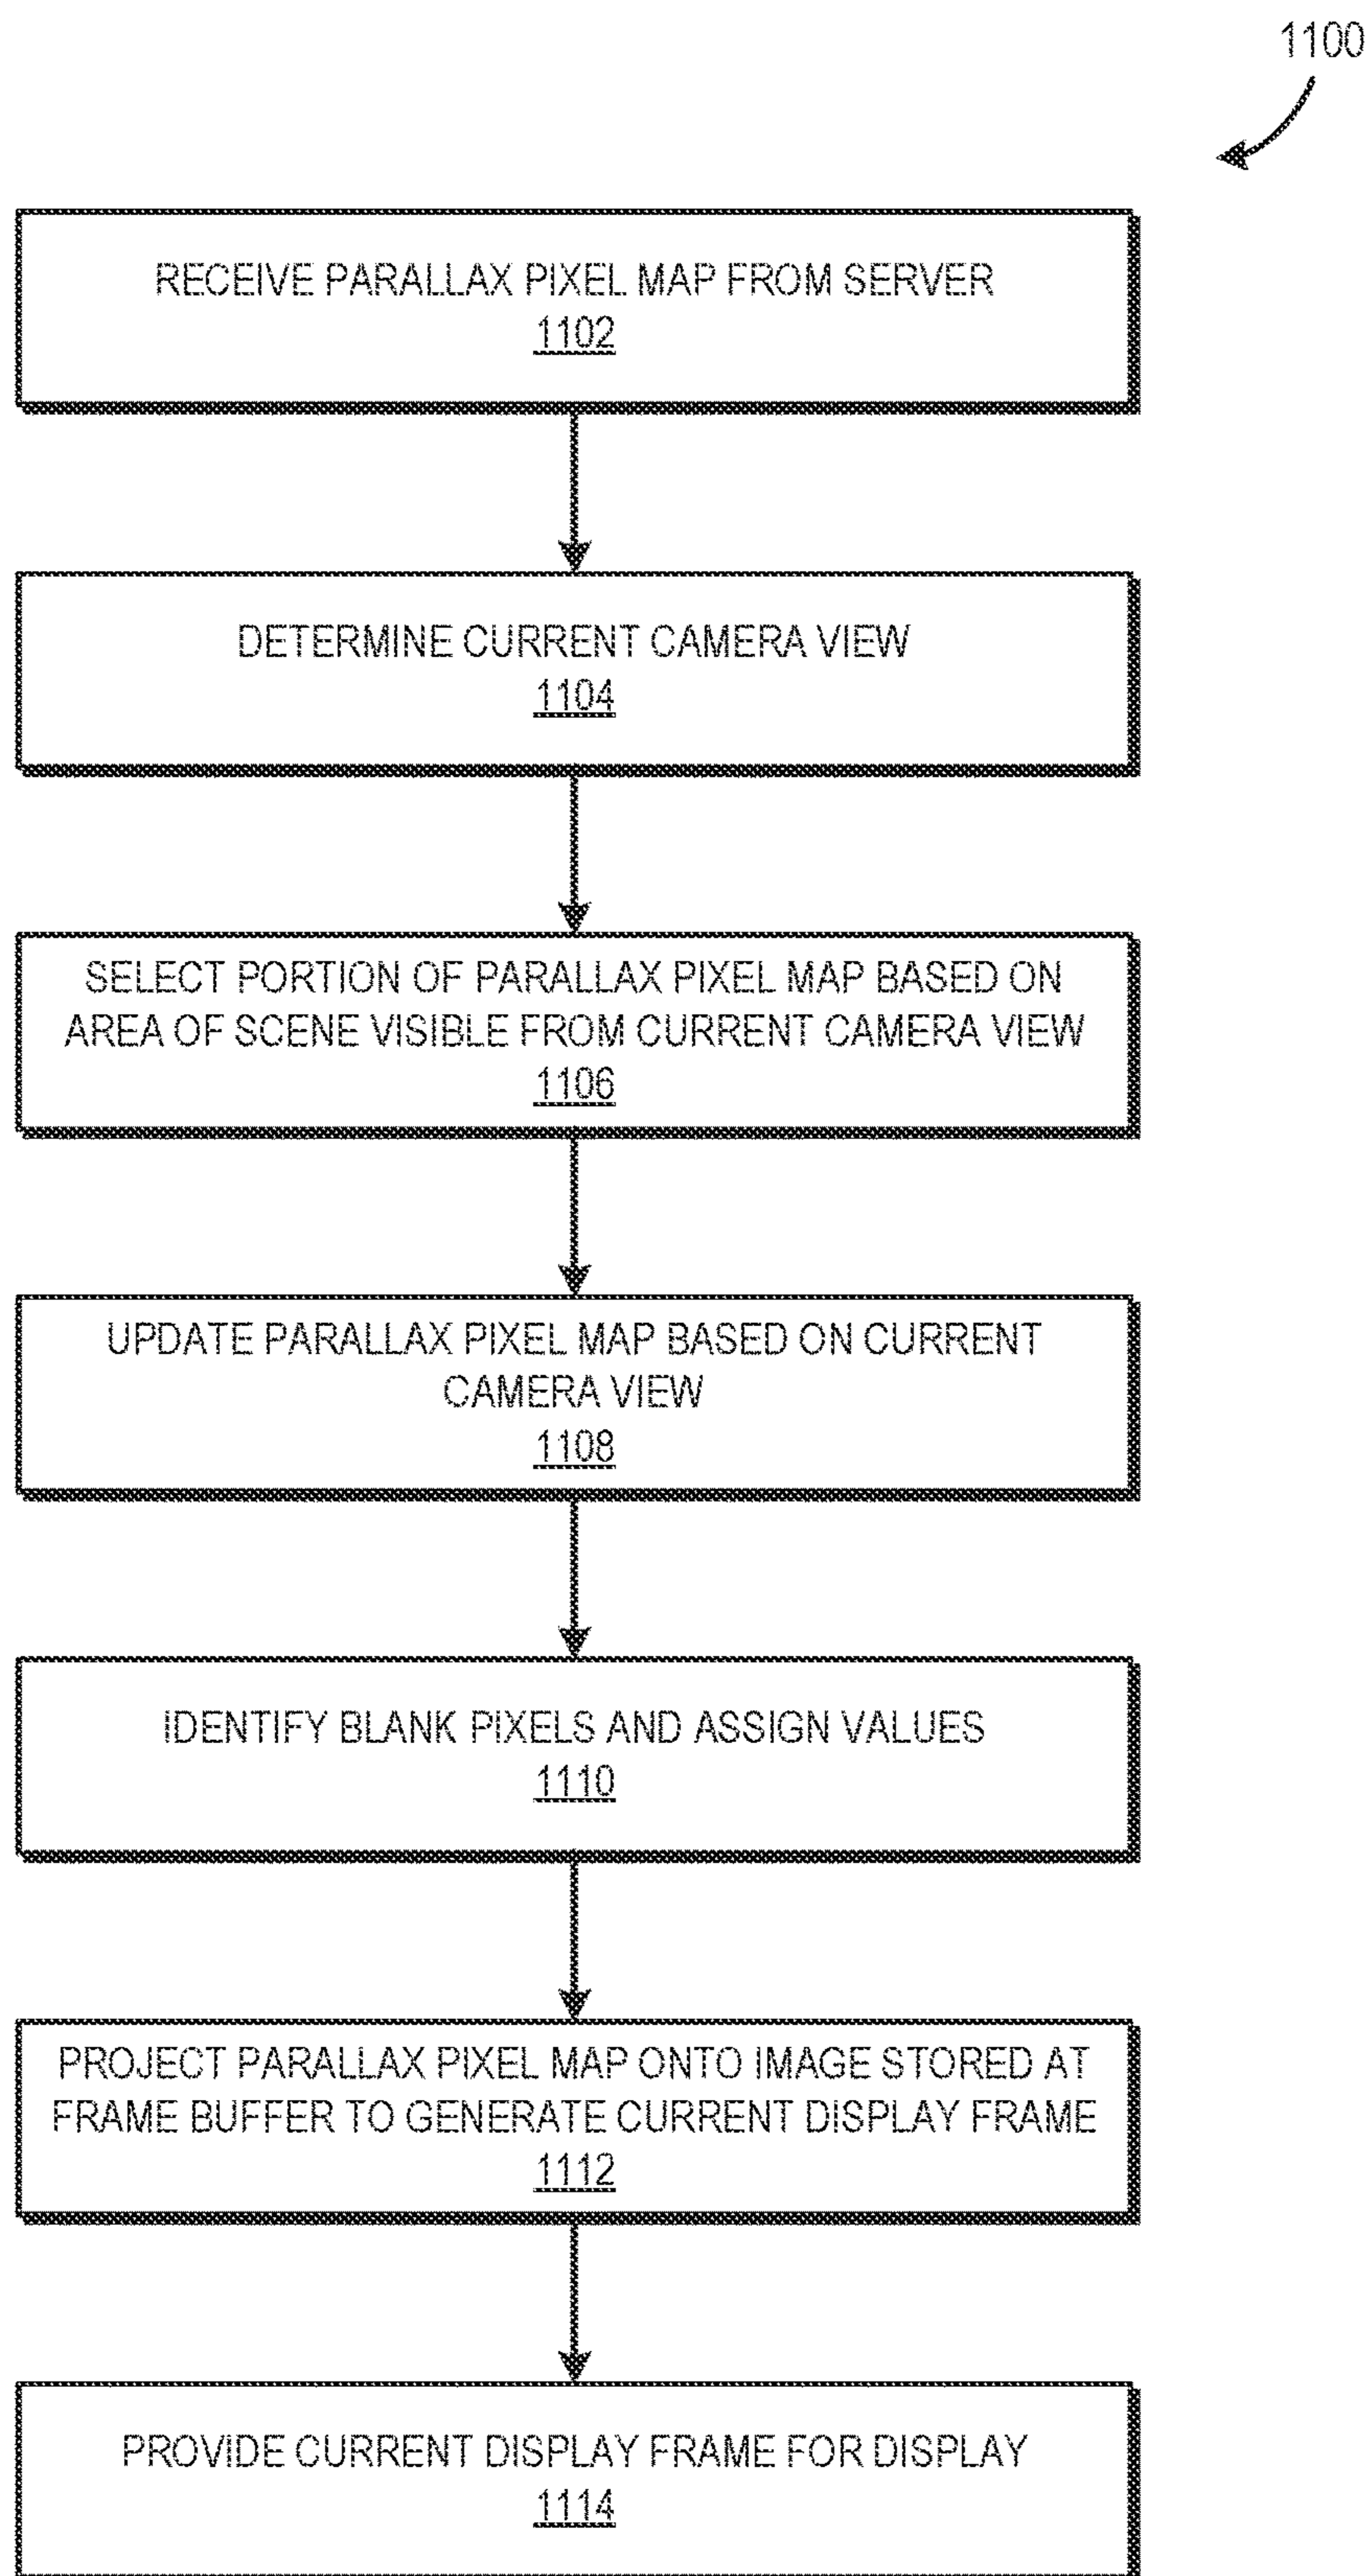 1100
RECEIVE PARALLAX PIXEL MAP FROM SERVER
1102
DETERMINE CURRENT CAMERA VIEW
1104
SELECT PORTION OF PARALLAX PIXEL MAP BASED ON
AREA OF SCENE VISIBLE FROM CURRENT CAMERA VIEW
1106
UPDATE PARALLAX PIXEL MAP BASED ON CURRENT
CAMERA VIEW
1108
IDENTIFY BLANK PIXELS AND ASSIGN VALUES
1110
PROJECT PARALLAX PIXEL MAP ONTO IMAGE STORED AT
FRAME BUFFER TO GENERATE CURRENT DISPLAY FRAME
1112
PROVIDE CURRENT DISPLAY FRAME FOR DISPLAY
1114